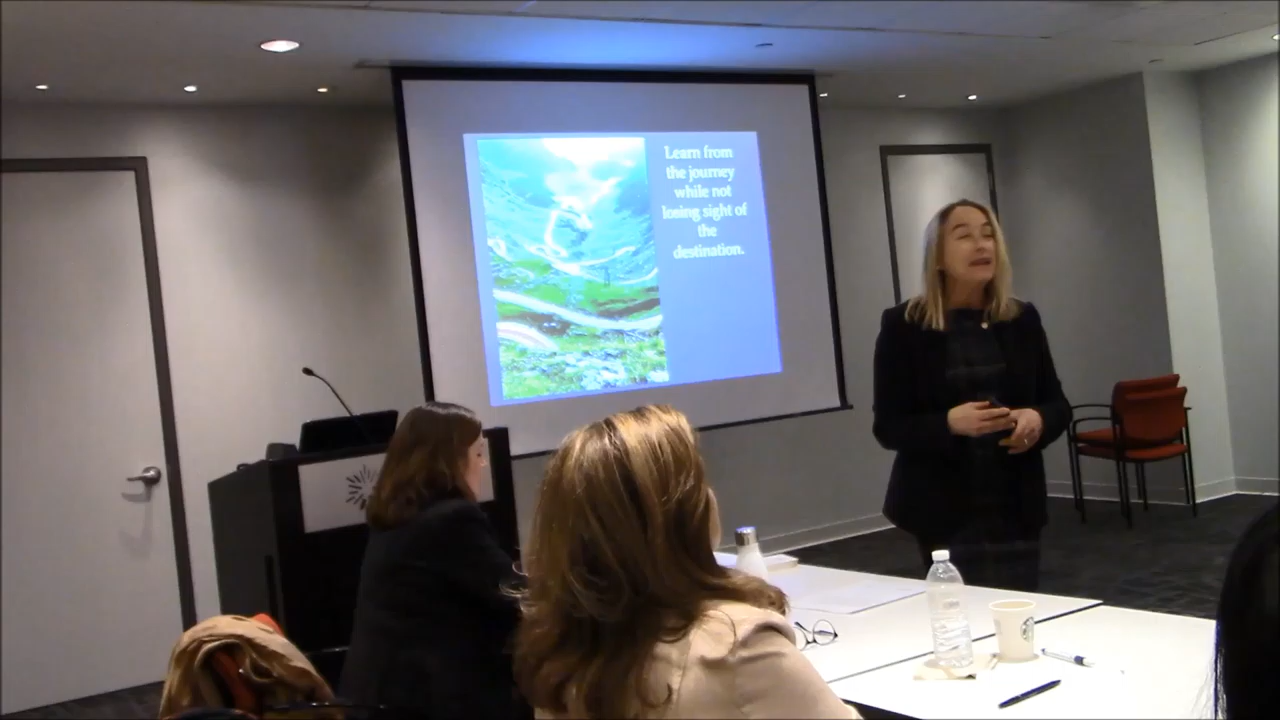 Learn from
the journey
while not
losing sight of
the
destination.